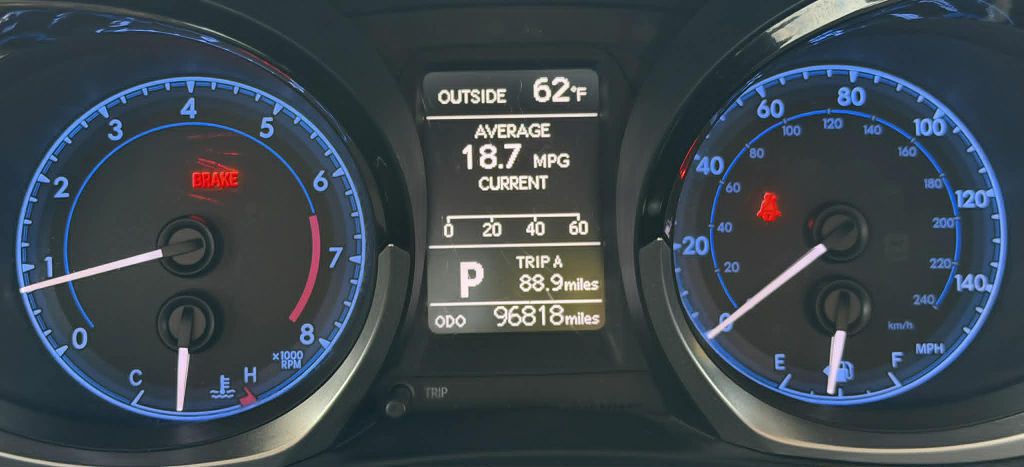 0
1
2
3
4
5
6
7
8
x1000
RPM
BRAKE
C
H
OUTSIDE 62°F
AVERAGE
18.7 MPG
CURRENT
0 20 40 60
P
TRIP A
88.9 miles
ODO 96818 miles
TRIP
0
20
40
60
80
100
120
140
MPH
20
40
60
80
100
120
140
160
180
200
220
240
km/h
E
F